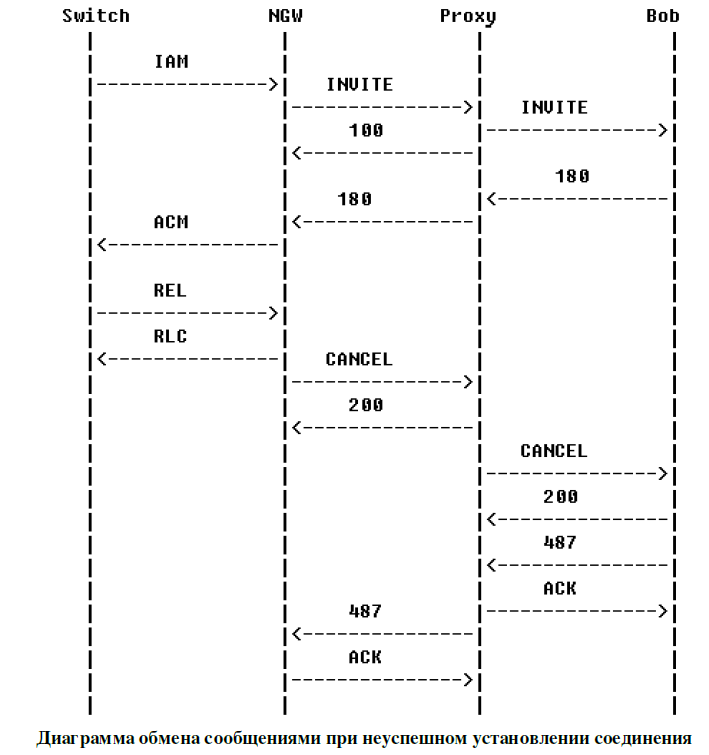 Switch NGW Proxy Bob
IAM
INVITE
INVITE
100
180
180
ACM
REL
RLC
CANCEL
200
CANCEL
200
487
ACK
487
ACK
Диаграмма обмена сообщениями при неуспешном установлении соединения